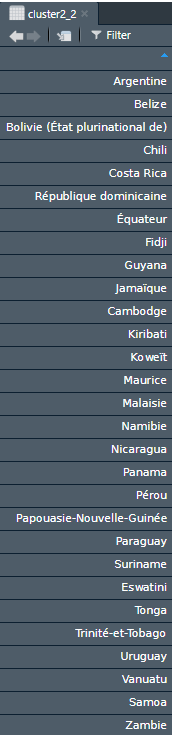 cluster2_2
Filter
Argentine
Belize
Bolivie (État plurinational de)
Chili
Costa Rica
République dominicaine
Équateur
Fidji
Guyana
Jamaïque
Cambodge
Kiribati
Koweït
Maurice
Malaisie
Namibie
Nicaragua
Panama
Pérou
Papouasie-Nouvelle-Guinée
Paraguay
Suriname
Eswatini
Tonga
Trinité-et-Tobago
Uruguay
Vanuatu
Samoa
Zambie